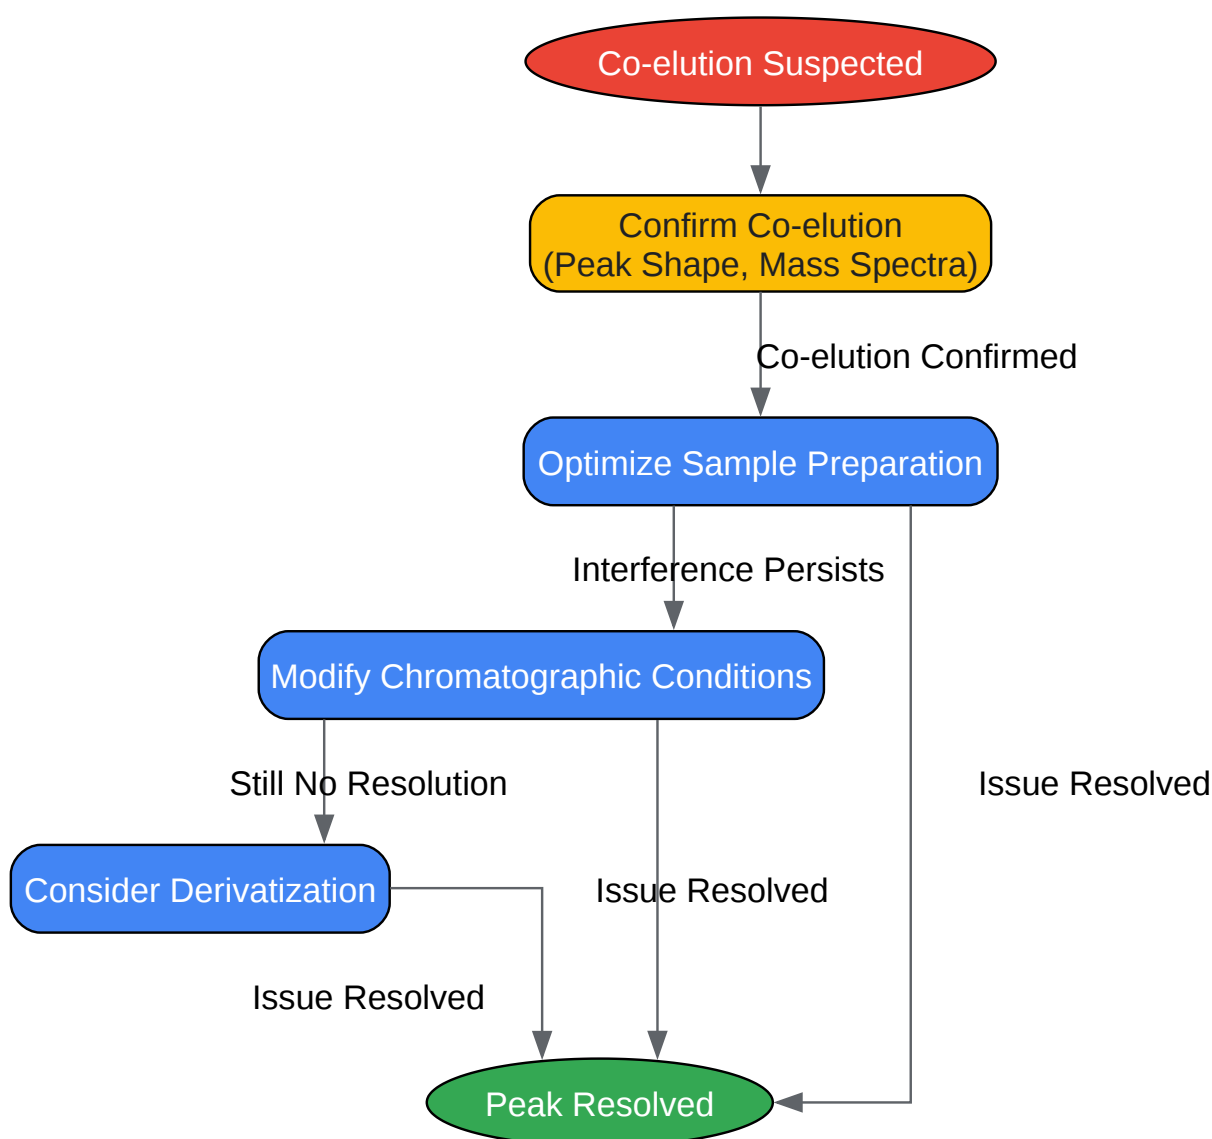 Co-elution Suspected
Confirm Co-elution
(Peak Shape, Mass Spectra)
Co-elution Confirmed
Optimize Sample Preparation
Interference Persists
Modify Chromatographic Conditions
Still No Resolution
Issue Resolved
Consider Derivatization
Issue Resolved
Issue Resolved
Peak Resolved